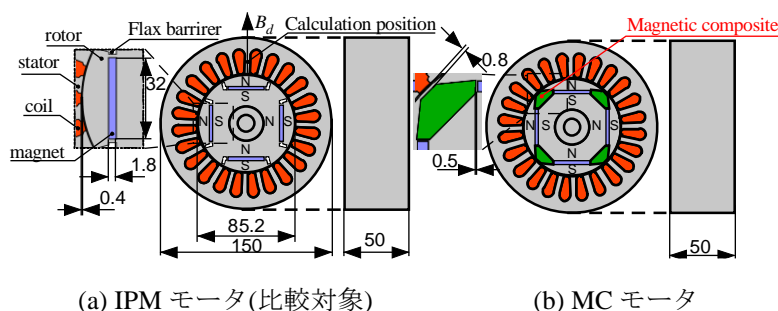 Flax barrirer
rotor
stator
coil
magnet
32
1.8
0.4
B_d
Calculation position
N
S
N S
N S
N
S
85.2
150
50
(a) IPM モータ(比較対象)
Magnetic composite
0.8
0.5
N
S
N S
S N
N
S
50
(b) MC モータ